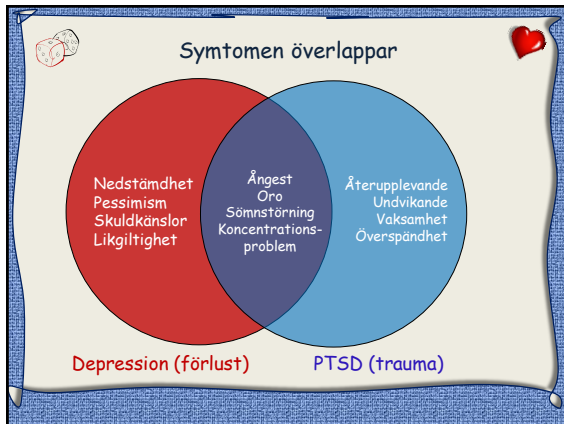 Symtomen överlappar
Nedstämdhet
Pessimism
Skuldkänslor
Likgiltighet
Ångest
Oro
Sömnstörning
Koncentrations-
problem
Återupplevande
Undvikande
Vaksamhet
Överspändhet
Depression (förlust)
PTSD (trauma)